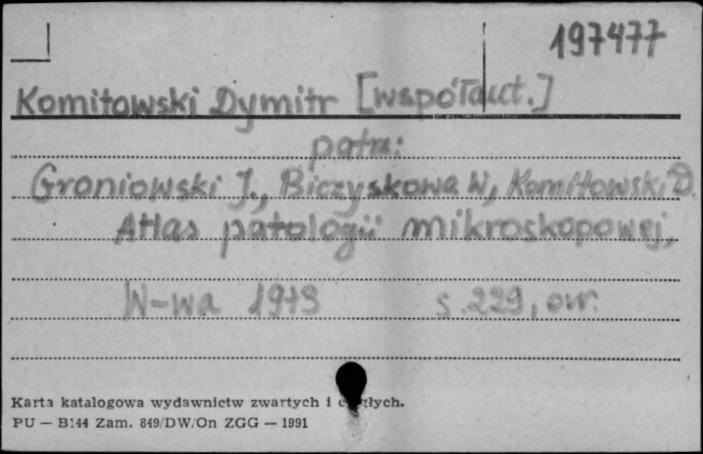 197477
Komitowski Dymitr [współaut.]
patrz:
Groniowski J., Biczyskowa W, Komitowski D.
Atlas patologii mikroskopowej,
W-wa 1973 s. 229, err.
Karta katalogowa wydawnictw zwartych i ciągłych.
PU — B144 Zam. 849/DW/On ZGG — 1991